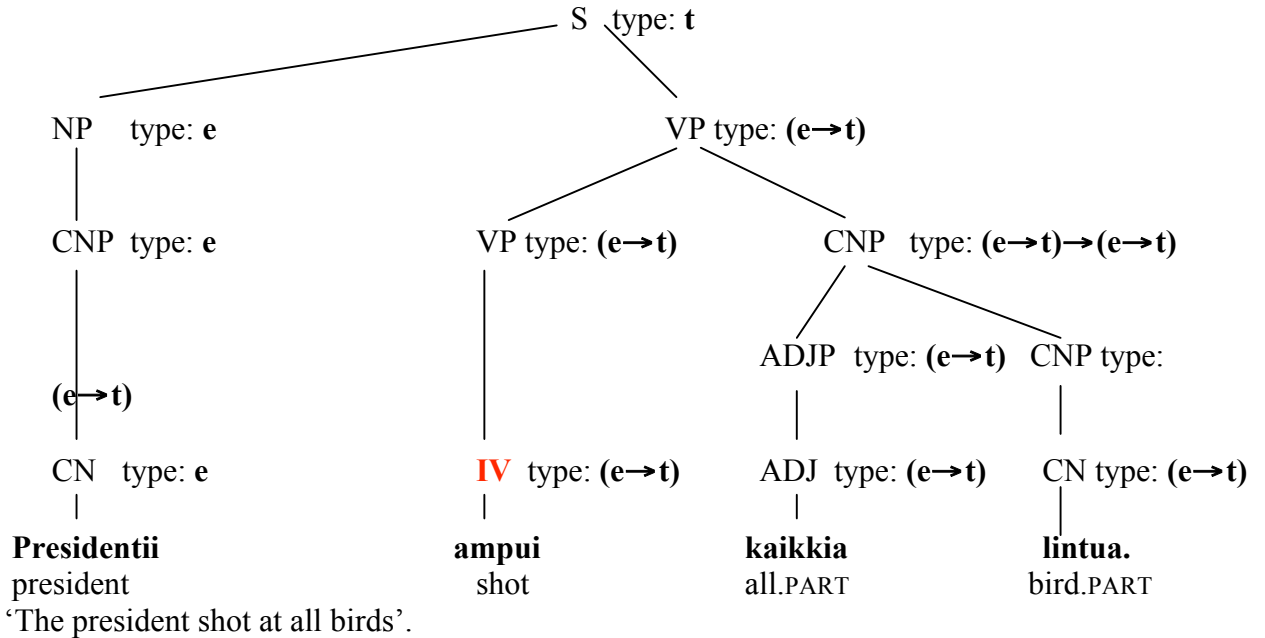 S type: t
NP type: e VP type: (e→t)
CNP type: e VP type: (e→t) CNP type: (e→t)→(e→t)
ADJP type: (e→t) CNP type:
(e→t)
CN type: e IV type: (e→t) ADJ type: (e→t) CN type: (e→t)
Presidentii ampui kaikkia lintua.
president shot all.PART bird.PART
‘The president shot at all birds’.